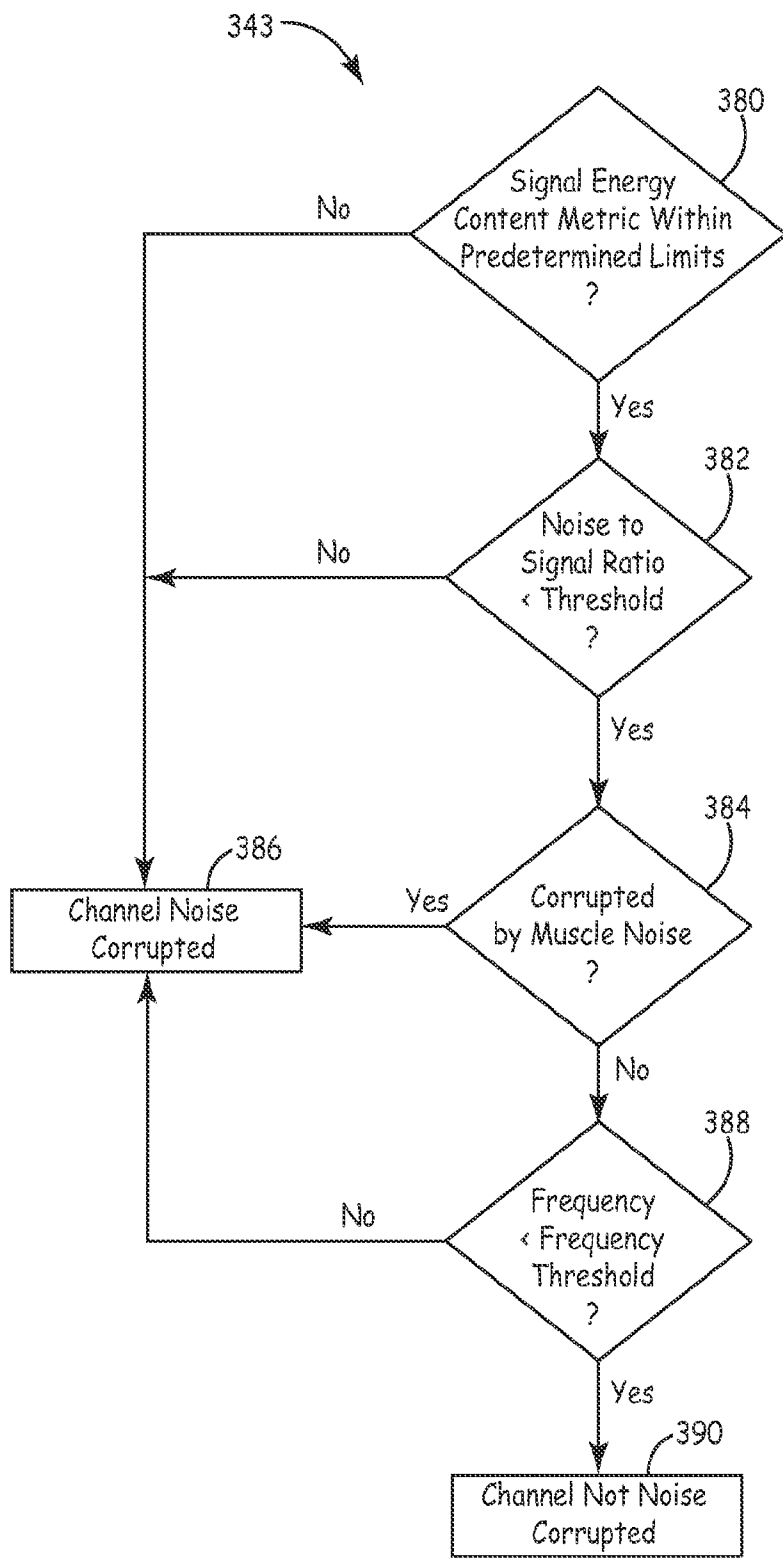 343
380
Signal Energy
Content Metric Within
Predetermined Limits
?
No
Yes
382
Noise to
Signal Ratio
< Threshold
?
No
Yes
384
Corrupted
by Muscle Noise
?
Yes
386
Channel Noise
Corrupted
No
388
Frequency
< Frequency
Threshold
?
No
Yes
390
Channel Not Noise
Corrupted